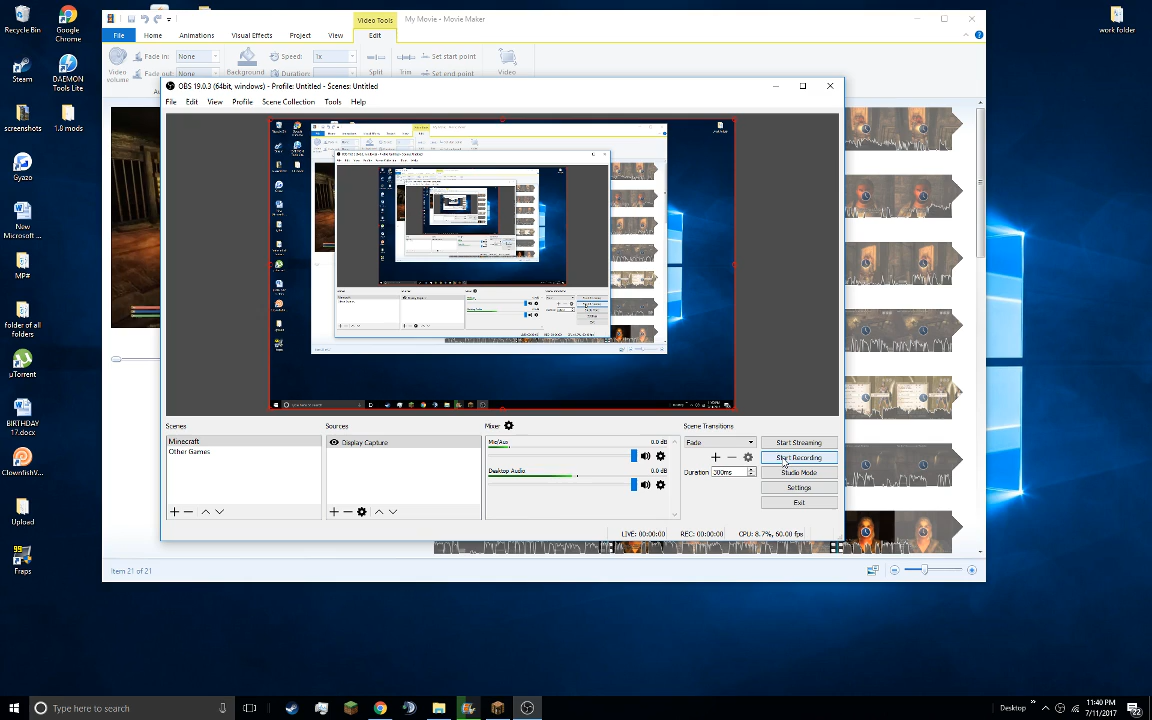 Recycle Bin
Google Chrome
Steam
DAEMON Tools Lite
screenshots
1.8 mods
Gyazo
New Microsoft ...
MP#
folder of all folders
µTorrent
BIRTHDAY 17.docx
ClownfishV...
Upload
Fraps
work folder
Video Tools
My Movie - Movie Maker
File Home Animations Visual Effects Project View Edit
Video volume
Fade in: None
Fade out: None
Background
Speed: 1x
Duration:
Split
Trim
Set start point
Set end point
Video
OBS 19.0.3 (64bit, windows) - Profile: Untitled - Scenes: Untitled
File Edit View Profile Scene Collection Tools Help
Scenes
Minecraft
Other Games
Sources
Display Capture
Mixer
Mic/Aux 0.0 dB
Desktop Audio 0.0 dB
Scene Transitions
Fade
Duration 300ms
Start Streaming
Start Recording
Studio Mode
Settings
Exit
LIVE: 00:00:00 REC: 00:00:00 CPU: 8.7%, 60.00 fps
Item 21 of 21
Type here to search
Desktop
11:40 PM
7/11/2017
22